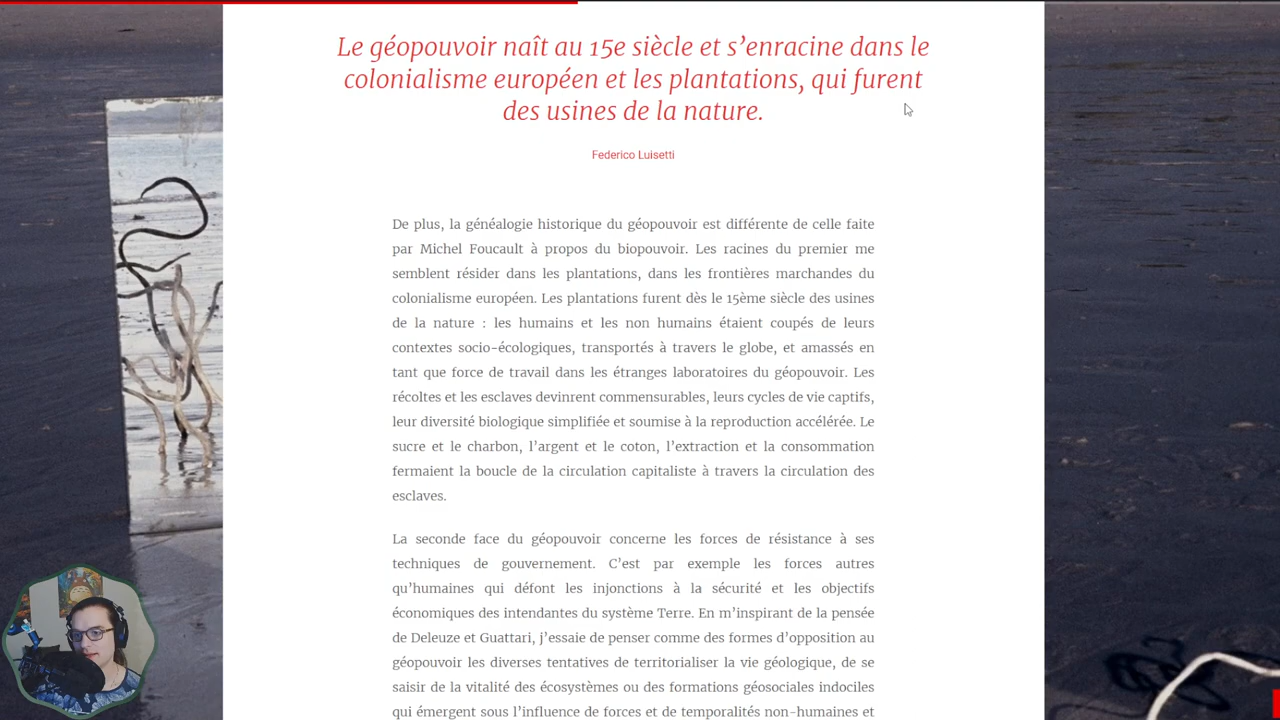 Le géopouvoir naît au 15e siècle et s’enracine dans le
colonialisme européen et les plantations, qui furent
des usines de la nature.
Federico Luisetti
De plus, la généalogie historique du géopouvoir est différente de celle faite
par Michel Foucault à propos du biopouvoir. Les racines du premier me
semblent résider dans les plantations, dans les frontières marchandes du
colonialisme européen. Les plantations furent dès le 15ème siècle des usines
de la nature : les humains et les non humains étaient coupés de leurs
contextes socio-écologiques, transportés à travers le globe, et amassés en
tant que force de travail dans les étranges laboratoires du géopouvoir. Les
récoltes et les esclaves devinrent commensurables, leurs cycles de vie captifs,
leur diversité biologique simplifiée et soumise à la reproduction accélérée. Le
sucre et le charbon, l’argent et le coton, l’extraction et la consommation
fermaient la boucle de la circulation capitaliste à travers la circulation des
esclaves.
La seconde face du géopouvoir concerne les forces de résistance à ses
techniques de gouvernement. C’est par exemple les forces autres
qu’humaines qui défont les injonctions à la sécurité et les objectifs
économiques des intendantes du système Terre. En m’inspirant de la pensée
de Deleuze et Guattari, j’essaie de penser comme des formes d’opposition au
géopouvoir les diverses tentatives de territorialiser la vie géologique, de se
saisir de la vitalité des écosystèmes ou des formations géosociales indociles
qui émergent sous l’influence de forces et de temporalités non-humaines et